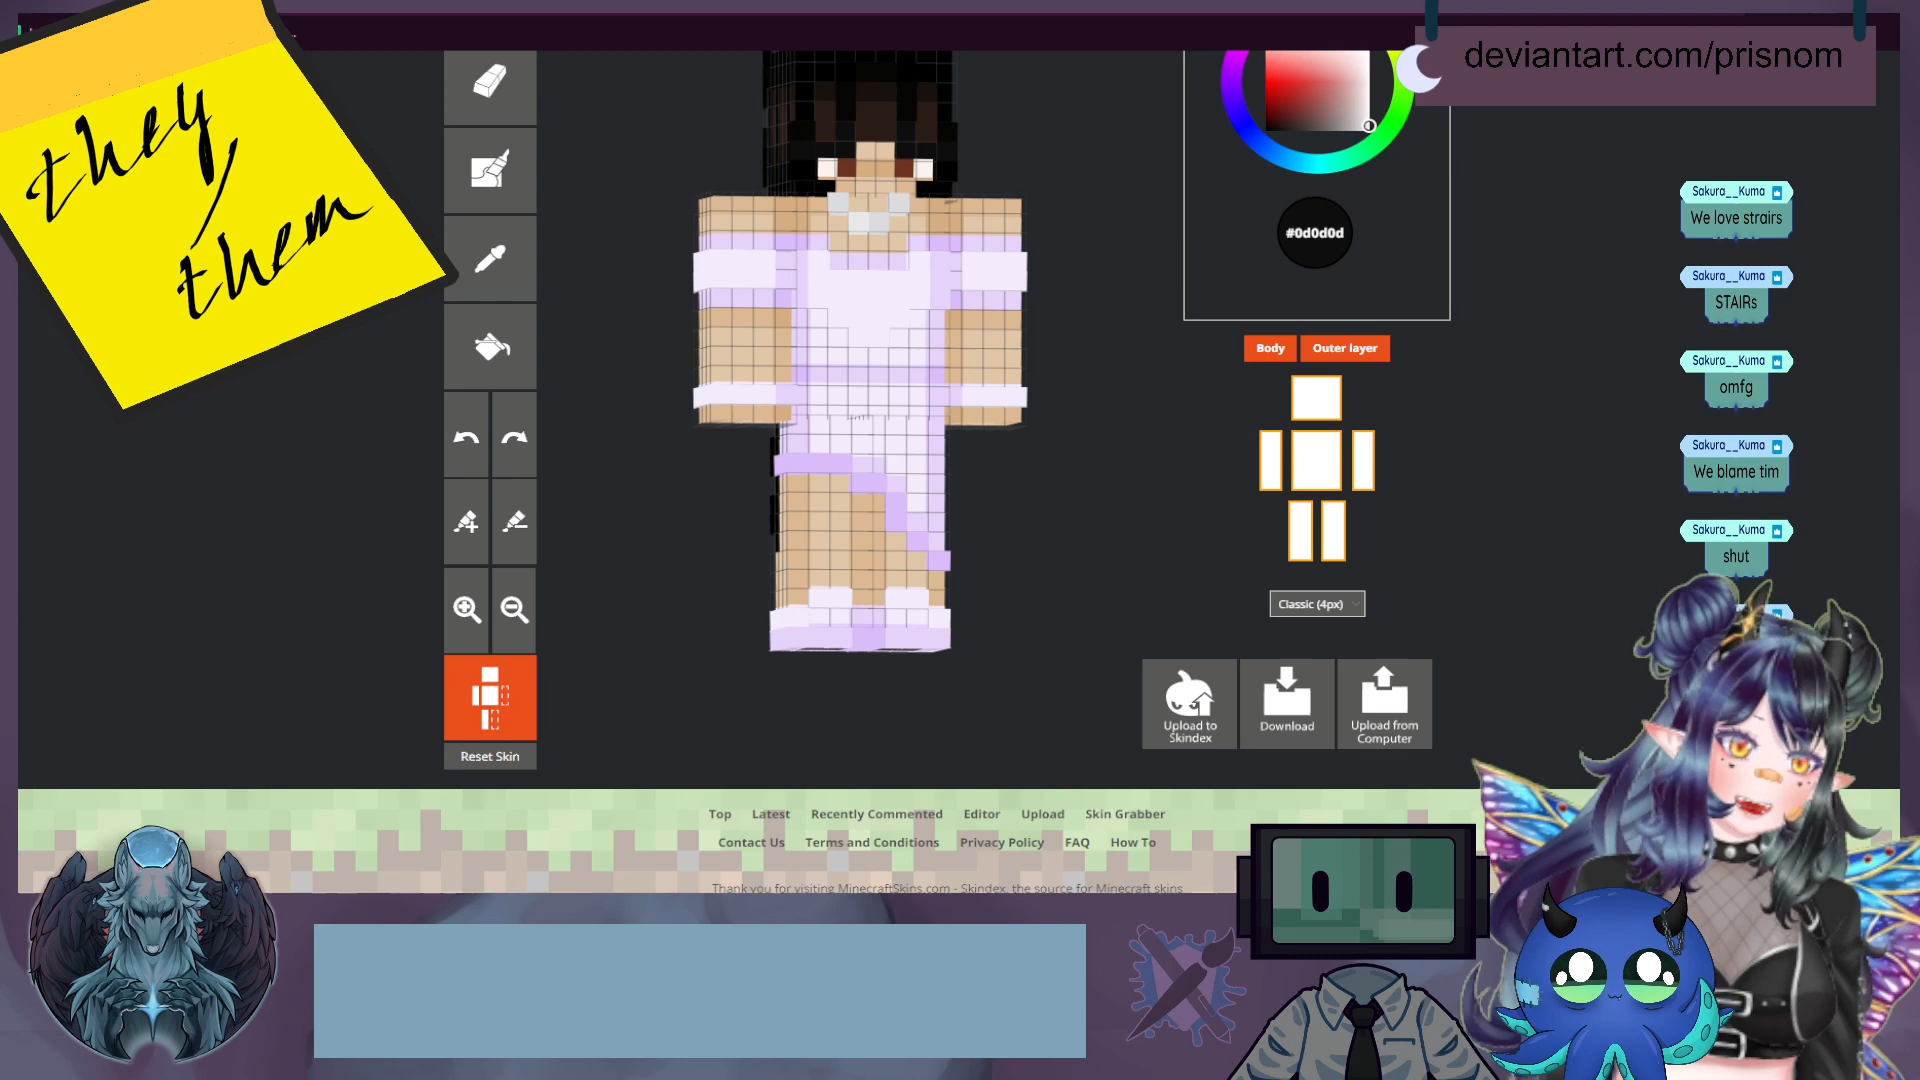 they
/
them
deviantart.com/prisnom
#0d0d0d
Body Outer layer
Classic (4px)
Upload to Skindex
Download
Upload from Computer
Reset Skin
Sakura__Kuma
We love strairs
Sakura__Kuma
STAIRs
Sakura__Kuma
omfg
Sakura__Kuma
We blame tim
Sakura__Kuma
shut
Top Latest Recently Commented Editor Upload Skin Grabber
Contact Us Terms and Conditions Privacy Policy FAQ How To
Thank you for visiting MinecraftSkins.com - Skindex, the source for Minecraft skins